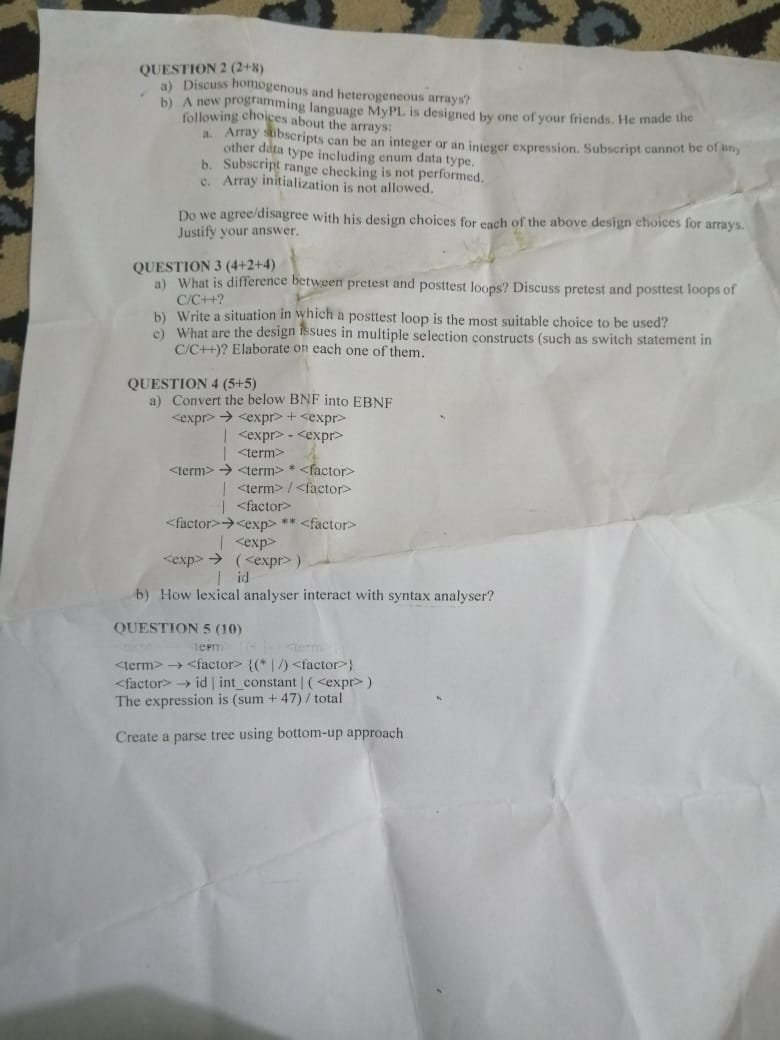 QUESTION 2 (2+8)
a) Discuss homogenous and heterogeneous arrays?
b) A new programming language MyPL is designed by one of your friends. He made the
following choices about the arrays:
a. Array subscripts can be an integer or an integer expression. Subscript cannot be of any
other data type including enum data type.
b. Subscript range checking is not performed.
c. Array initialization is not allowed.
Do we agree/disagree with his design choices for each of the above design choices for arrays.
Justify your answer.
QUESTION 3 (4+2+4)
a) What is difference between pretest and posttest loops? Discuss pretest and posttest loops of
C/C++?
b) Write a situation in which a posttest loop is the most suitable choice to be used?
c) What are the design issues in multiple selection constructs (such as switch statement in
C/C++)? Elaborate on each one of them.
QUESTION 4 (5+5)
a) Convert the below BNF into EBNF
<expr> → <expr> + <expr>
| <expr> - <expr>
| <term>
<term> → <term> * <factor>
| <term> / <factor>
| <factor>
<factor>→<exp> ** <factor>
| <exp>
<exp> → ( <expr> )
| id
b) How lexical analyser interact with syntax analyser?
QUESTION 5 (10)
term
<term> → <factor> {(* | /) <factor>}
<factor> → id | int_constant | ( <expr> )
The expression is (sum + 47) / total
Create a parse tree using bottom-up approach